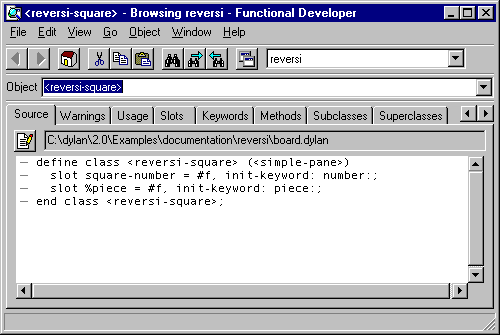 <reversi-square> - Browsing reversi - Functional Developer
File Edit View Go Object Window Help
reversi
Object <reversi-square>
Source Warnings Usage Slots Keywords Methods Subclasses Superclasses
C:\dylan\2.0\Examples\documentation\reversi\board.dylan
define class <reversi-square> (<simple-pane>)
slot square-number = #f, init-keyword: number:;
slot %piece = #f, init-keyword: piece:;
end class <reversi-square>;